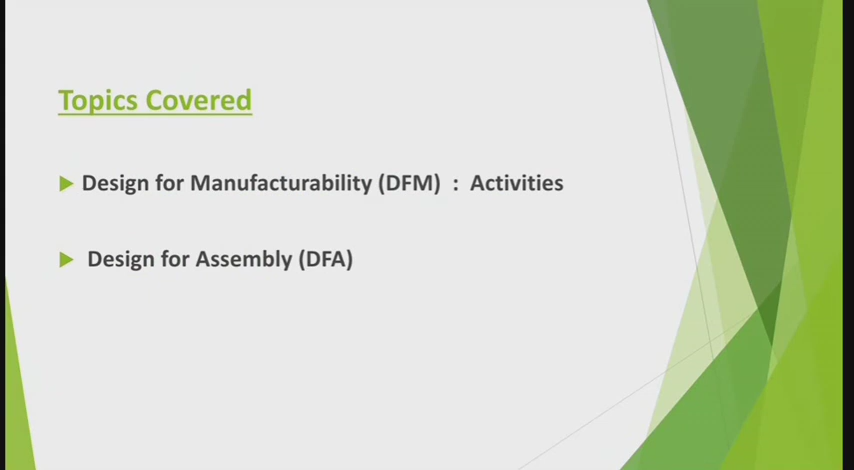 Topics Covered
Design for Manufacturability (DFM) : Activities
Design for Assembly (DFA)